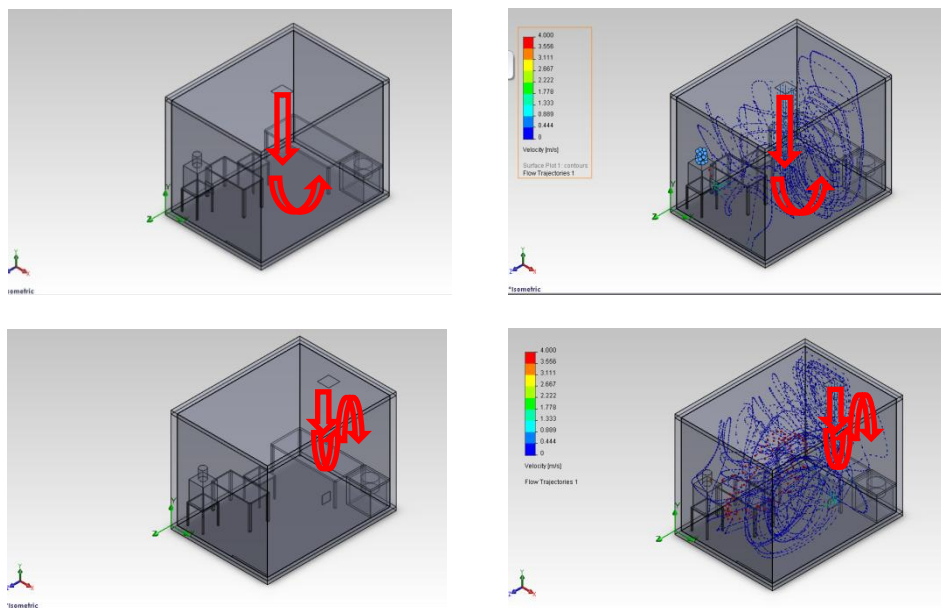 Y
Z
Y
Z
X
*Isometric
4.000
3.556
3.111
2.667
2.222
1.778
1.333
0.889
0.444
0
Velocity [m/s]
Surface Plot 1: contours
Flow Trajectories 1
Y
Z
Y
Z
X
*Isometric
Y
Z
Y
Z
X
*Isometric
4.000
3.556
3.111
2.667
2.222
1.778
1.333
0.889
0.444
0
Velocity [m/s]
Flow Trajectories 1
Y
Z
Y
Z
X
*Isometric